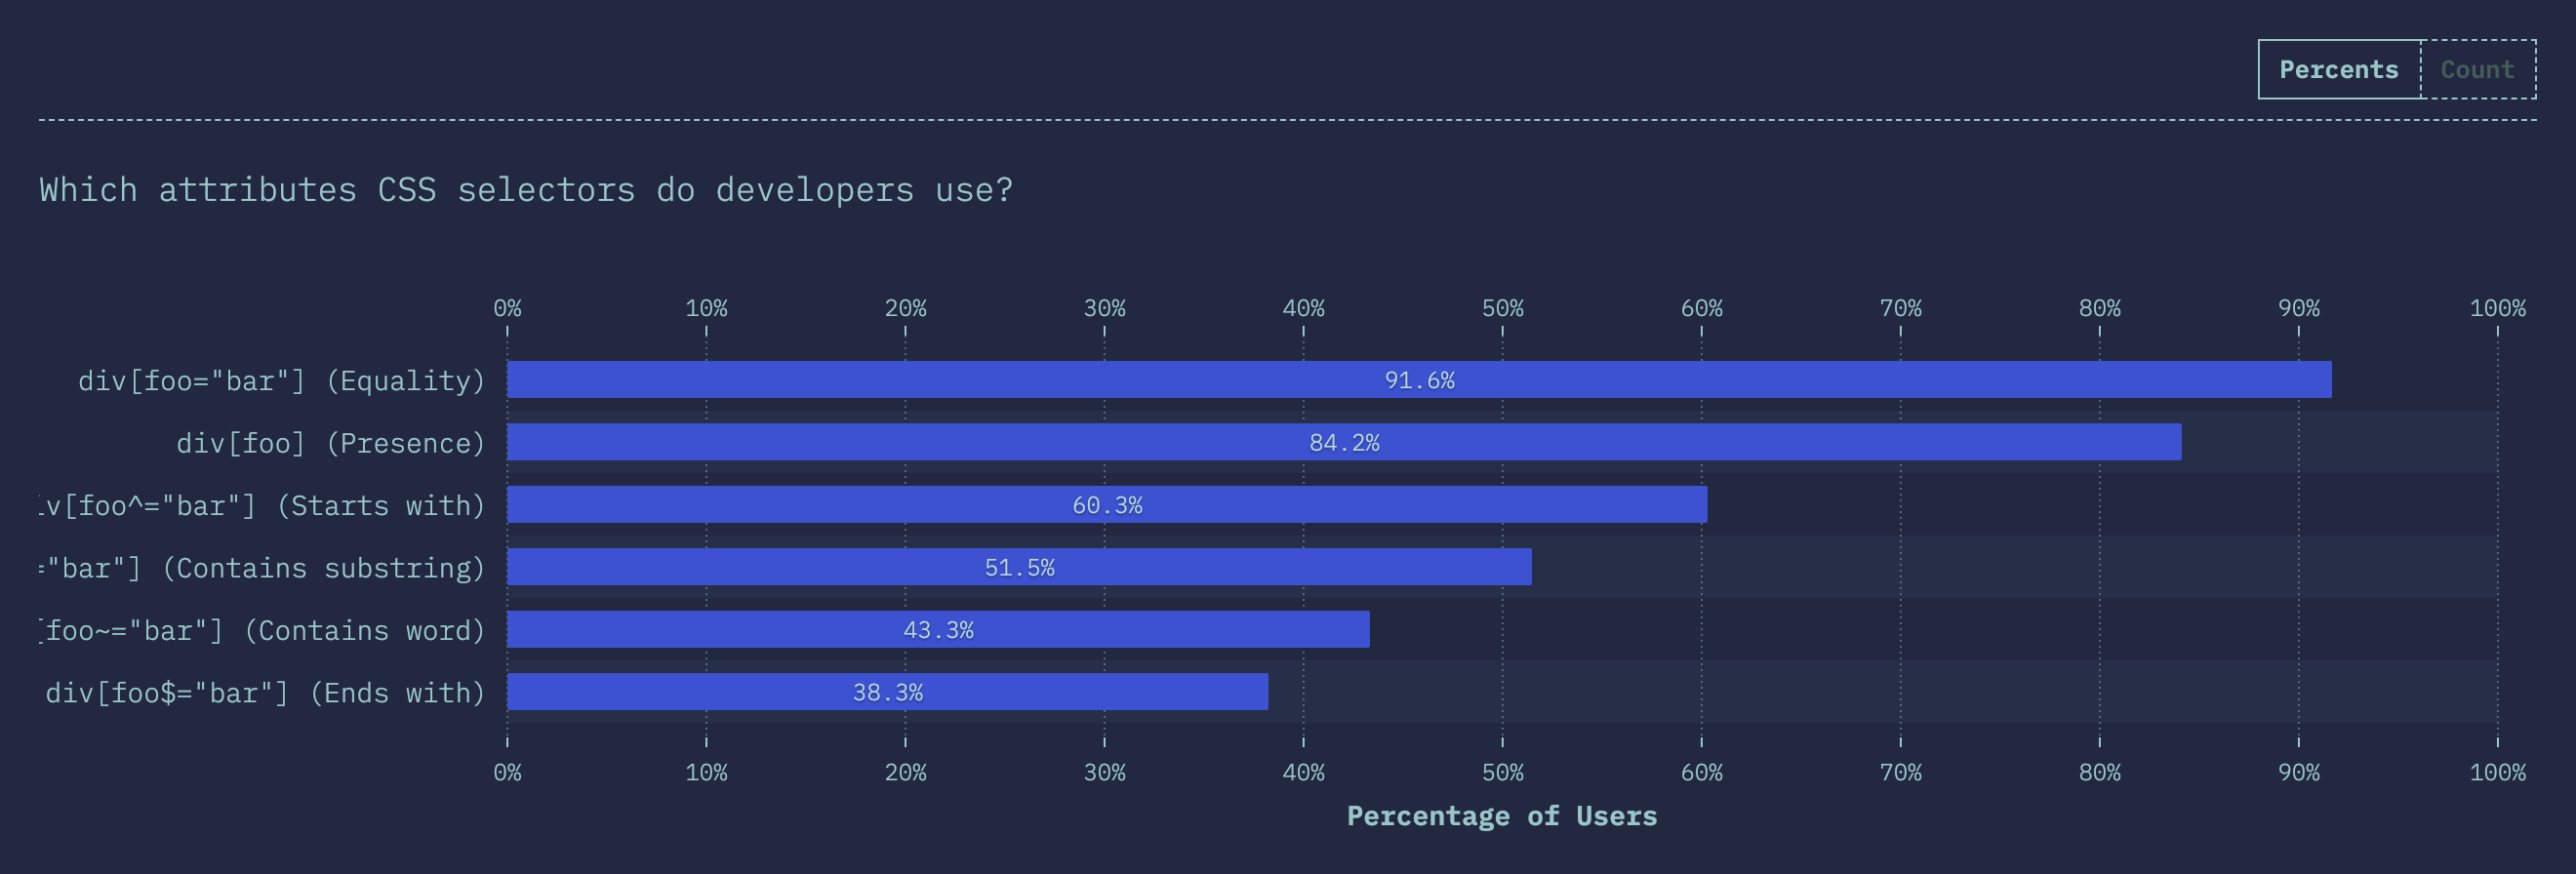 Percents Count
Which attributes CSS selectors do developers use?
0% 10% 20% 30% 40% 50% 60% 70% 80% 90% 100%
div[foo="bar"] (Equality) 91.6%
div[foo] (Presence) 84.2%
v[foo^="bar"] (Starts with) 60.3%
="bar"] (Contains substring) 51.5%
[foo~="bar"] (Contains word) 43.3%
div[foo$="bar"] (Ends with) 38.3%
0% 10% 20% 30% 40% 50% 60% 70% 80% 90% 100%
Percentage of Users